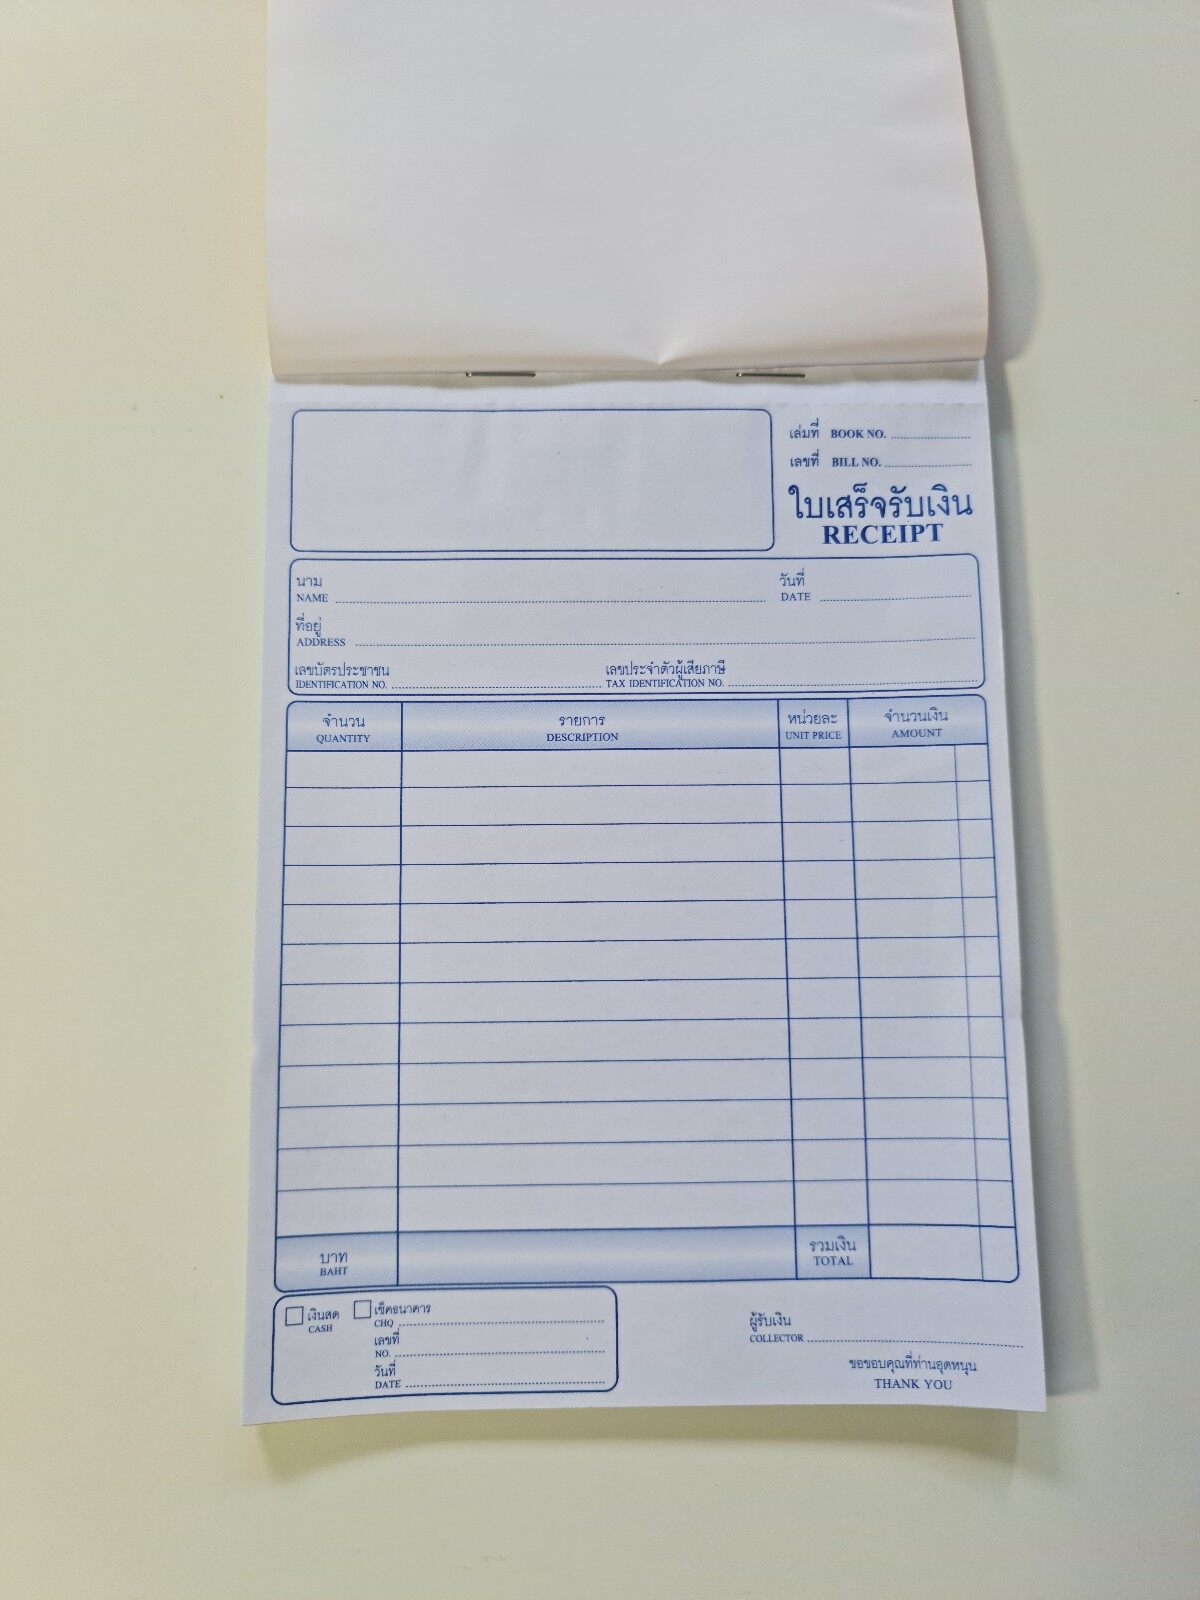 เล่มที่ BOOK NO.
เลขที่ BILL NO.
ใบเสร็จรับเงิน
RECEIPT
นาม
NAME
วันที่
DATE
ที่อยู่
ADDRESS
เลขบัตรประชาชน
IDENTIFICATION NO.
เลขประจำตัวผู้เสียภาษี
TAX IDENTIFICATION NO.
จำนวน
QUANTITY
รายการ
DESCRIPTION
หน่วยละ
UNIT PRICE
จำนวนเงิน
AMOUNT
บาท
BAHT
รวมเงิน
TOTAL
เงินสด
CASH
เช็คธนาคาร
CHQ
เลขที่
NO.
วันที่
DATE
ผู้รับเงิน
COLLECTOR
ขอขอบคุณที่ท่านอุดหนุน
THANK YOU